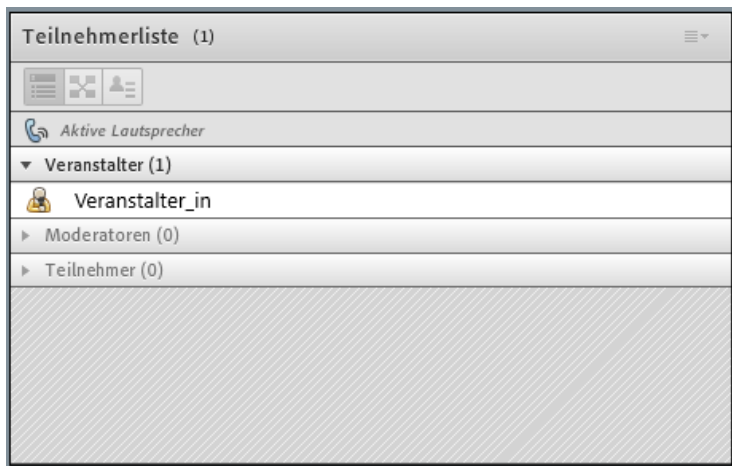 Teilnehmerliste (1)
Aktive Lautsprecher
Veranstalter (1)
Veranstalter_in
Moderatoren (0)
Teilnehmer (0)